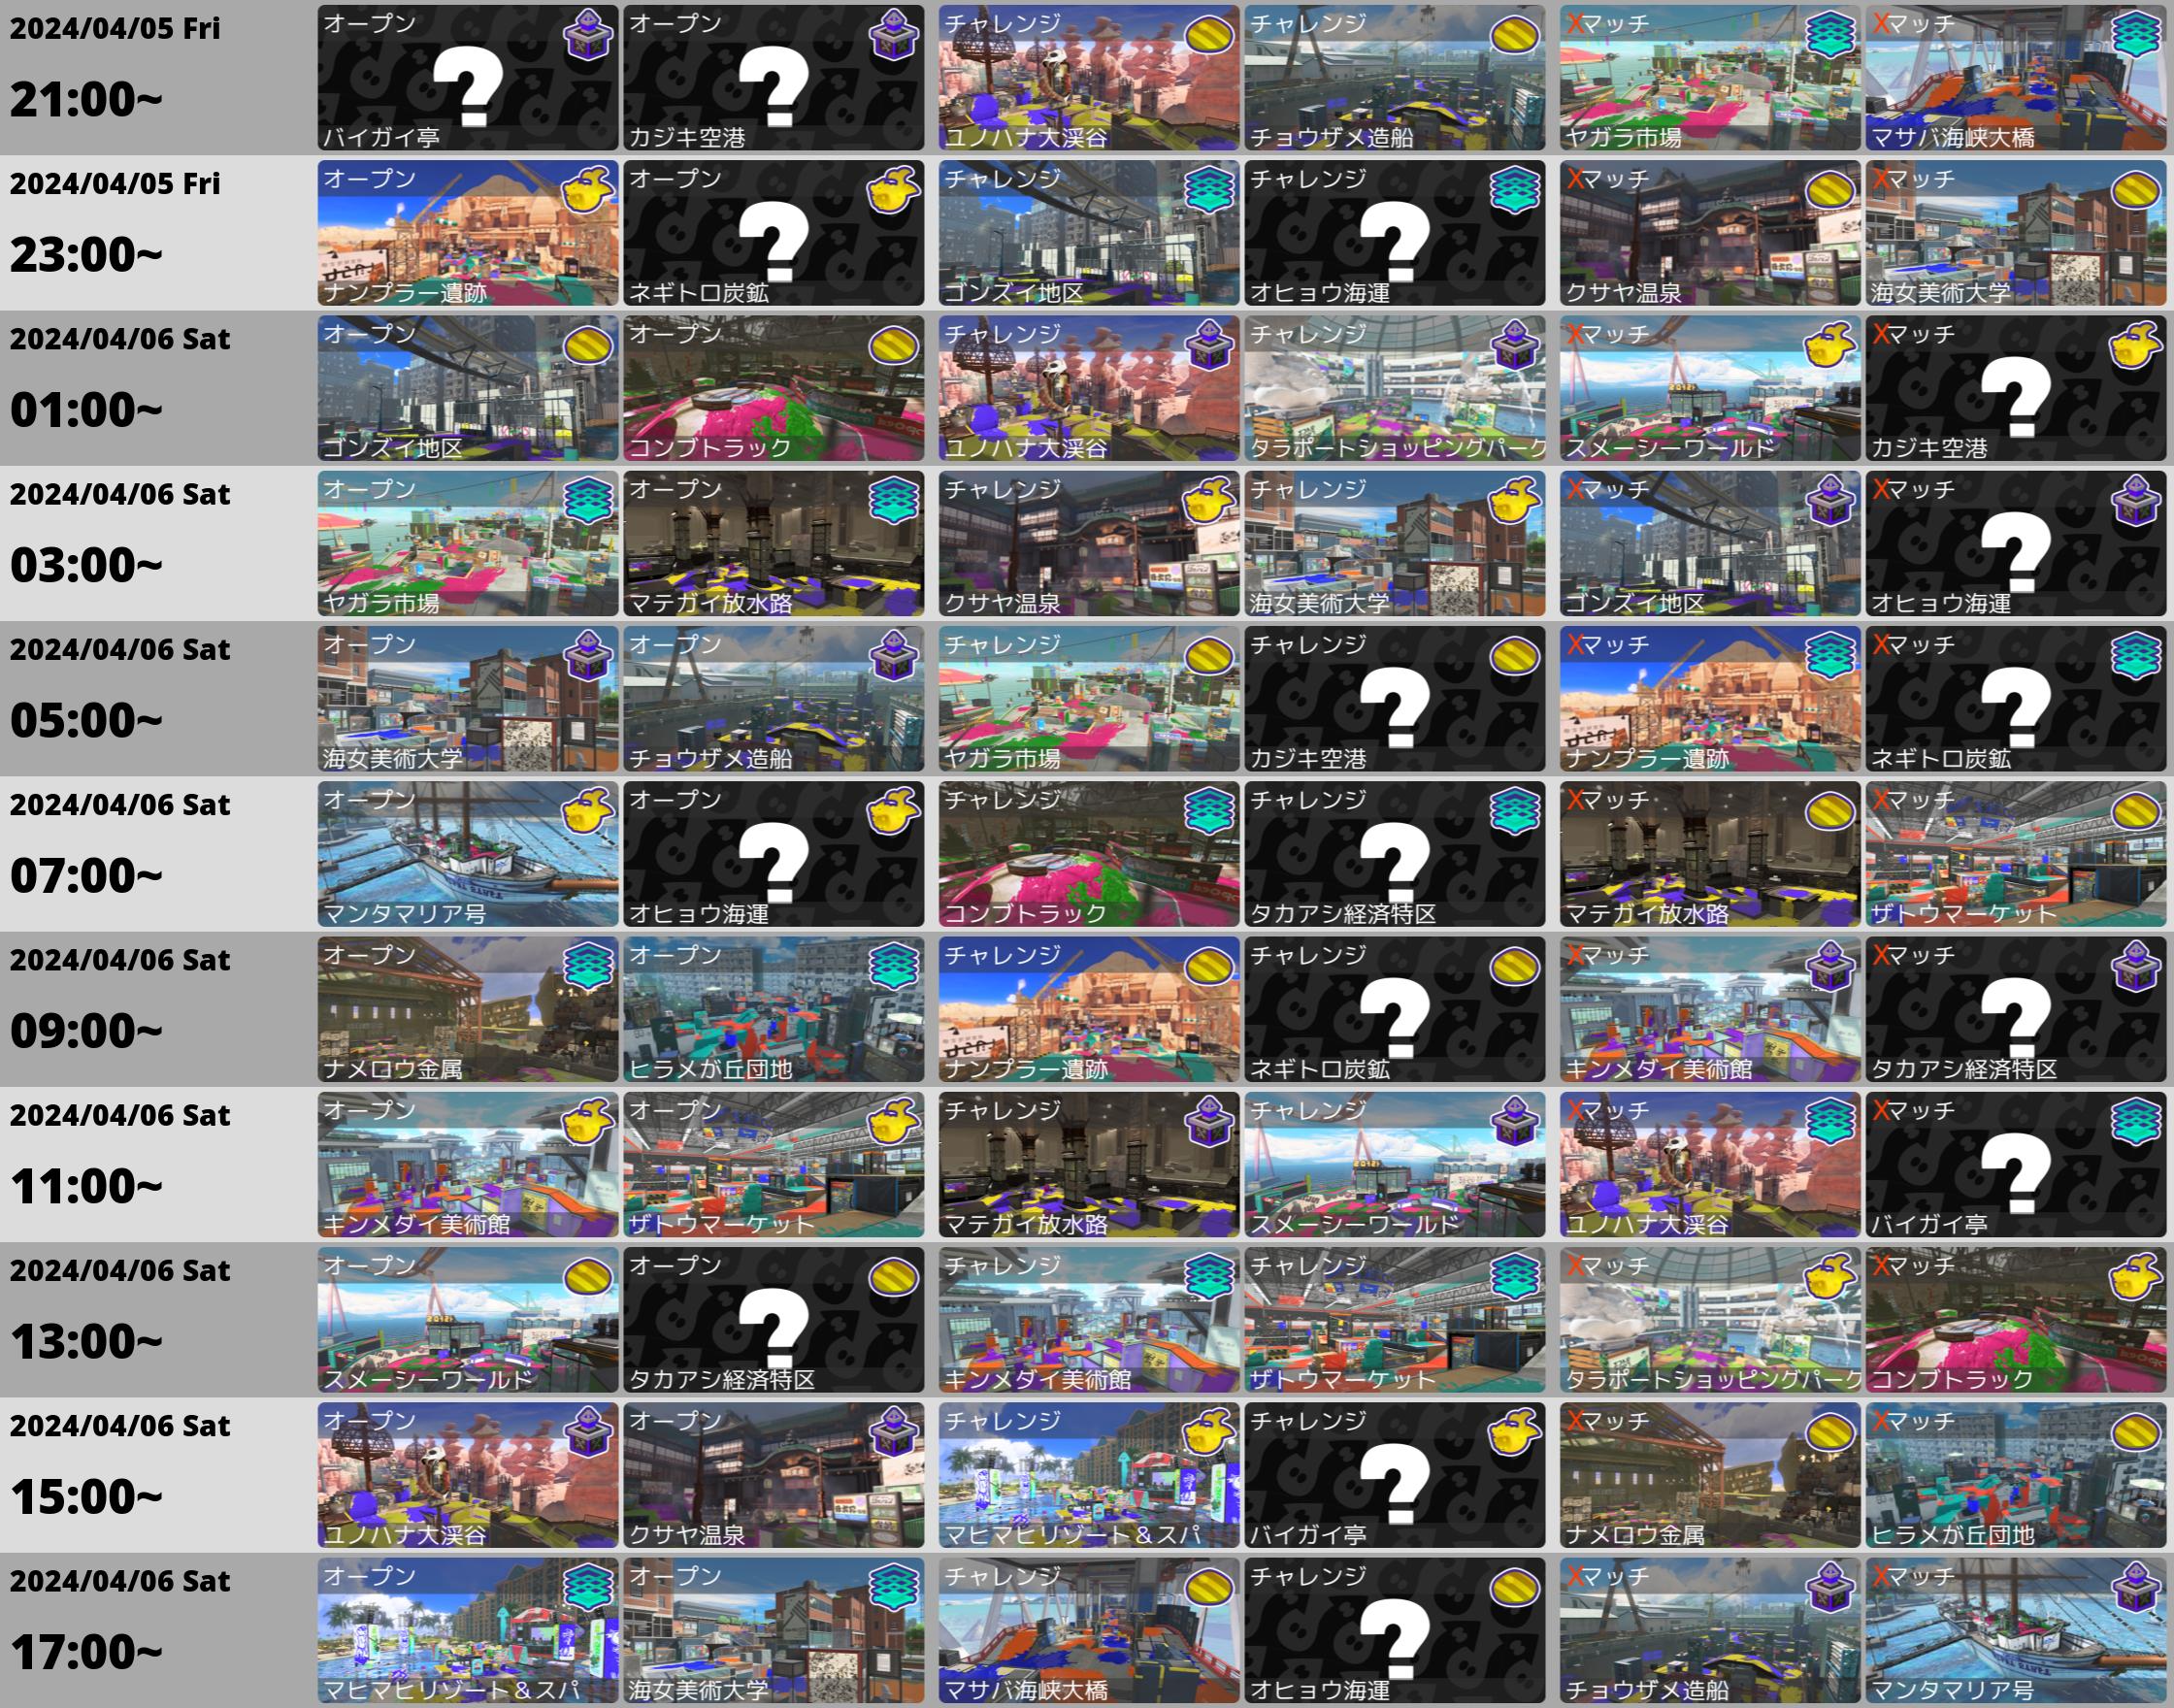 2024/04/05 Fri
21:00~
オープン
バイガイ亭
オープン
カジキ空港
チャレンジ
ユノハナ大渓谷
チャレンジ
チョウザメ造船
Xマッチ
ヤガラ市場
Xマッチ
マサバ海峡大橋
2024/04/05 Fri
23:00~
オープン
ナンプラー遺跡
オープン
ネギトロ炭鉱
チャレンジ
ゴンズイ地区
チャレンジ
オヒョウ海運
Xマッチ
クサヤ温泉
Xマッチ
海女美術大学
2024/04/06 Sat
01:00~
オープン
ゴンズイ地区
オープン
コンブトラック
チャレンジ
ユノハナ大渓谷
チャレンジ
タラポートショッピングパーク
Xマッチ
スメーシーワールド
Xマッチ
カジキ空港
2024/04/06 Sat
03:00~
オープン
ヤガラ市場
オープン
マテガイ放水路
チャレンジ
クサヤ温泉
チャレンジ
海女美術大学
Xマッチ
ゴンズイ地区
Xマッチ
オヒョウ海運
2024/04/06 Sat
05:00~
オープン
海女美術大学
オープン
チョウザメ造船
チャレンジ
ヤガラ市場
チャレンジ
カジキ空港
Xマッチ
ナンプラー遺跡
Xマッチ
ネギトロ炭鉱
2024/04/06 Sat
07:00~
オープン
マンタマリア号
オープン
オヒョウ海運
チャレンジ
コンブトラック
チャレンジ
タカアシ経済特区
Xマッチ
マテガイ放水路
Xマッチ
ザトウマーケット
2024/04/06 Sat
09:00~
オープン
ナメロウ金属
オープン
ヒラメが丘団地
チャレンジ
ナンプラー遺跡
チャレンジ
ネギトロ炭鉱
Xマッチ
キンメダイ美術館
Xマッチ
タカアシ経済特区
2024/04/06 Sat
11:00~
オープン
キンメダイ美術館
オープン
ザトウマーケット
チャレンジ
マテガイ放水路
チャレンジ
スメーシーワールド
Xマッチ
ユノハナ大渓谷
Xマッチ
バイガイ亭
2024/04/06 Sat
13:00~
オープン
スメーシーワールド
オープン
タカアシ経済特区
チャレンジ
キンメダイ美術館
チャレンジ
ザトウマーケット
Xマッチ
タラポートショッピングパーク
Xマッチ
コンブトラック
2024/04/06 Sat
15:00~
オープン
ユノハナ大渓谷
オープン
クサヤ温泉
チャレンジ
マヒマヒリゾート＆スパ
チャレンジ
バイガイ亭
Xマッチ
ナメロウ金属
Xマッチ
ヒラメが丘団地
2024/04/06 Sat
17:00~
オープン
マヒマヒリゾート＆スパ
オープン
海女美術大学
チャレンジ
マサバ海峡大橋
チャレンジ
オヒョウ海運
Xマッチ
チョウザメ造船
Xマッチ
マンタマリア号